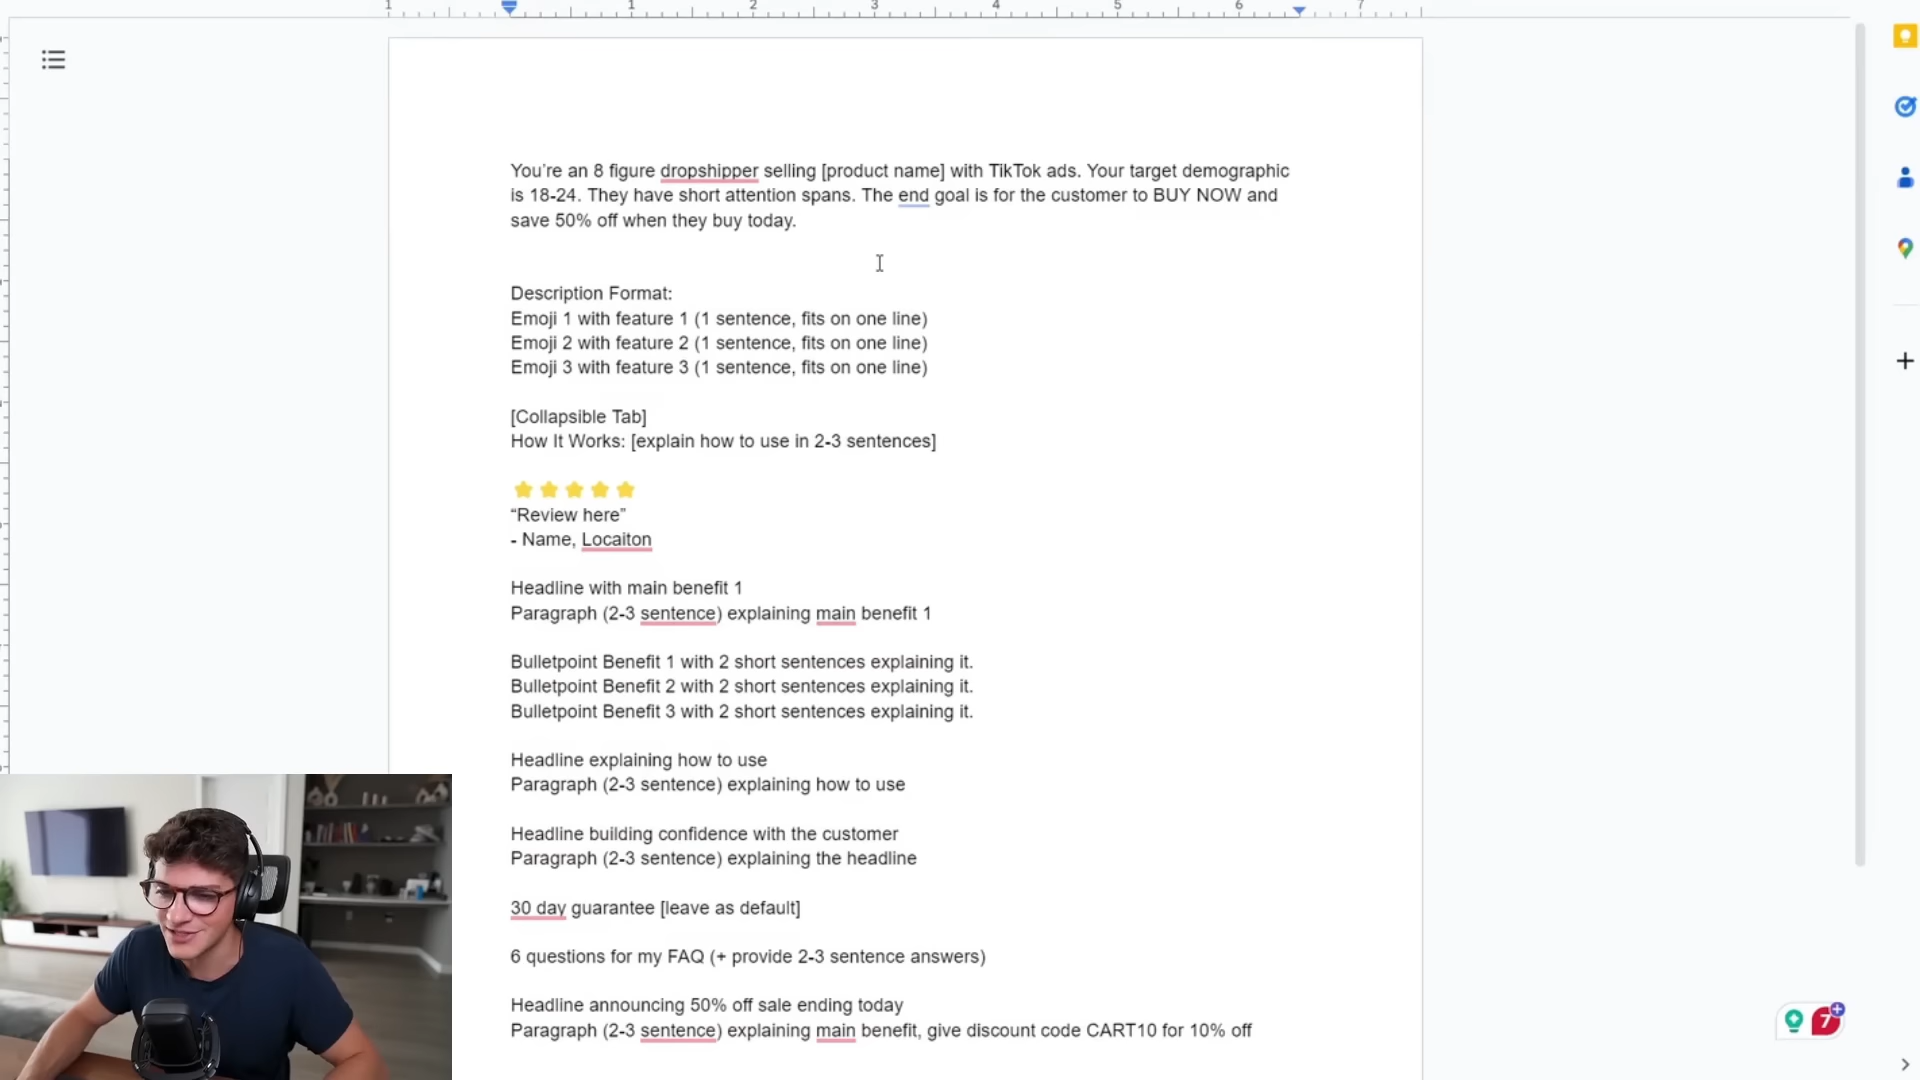 1 1 2 3 4 5 6 7
You're an 8 figure dropshipper selling [product name] with TikTok ads. Your target demographic
is 18-24. They have short attention spans. The end goal is for the customer to BUY NOW and
save 50% off when they buy today.
Description Format:
Emoji 1 with feature 1 (1 sentence, fits on one line)
Emoji 2 with feature 2 (1 sentence, fits on one line)
Emoji 3 with feature 3 (1 sentence, fits on one line)
[Collapsible Tab]
How It Works: [explain how to use in 2-3 sentences]
“Review here”
- Name, Locaiton
Headline with main benefit 1
Paragraph (2-3 sentence) explaining main benefit 1
Bulletpoint Benefit 1 with 2 short sentences explaining it.
Bulletpoint Benefit 2 with 2 short sentences explaining it.
Bulletpoint Benefit 3 with 2 short sentences explaining it.
Headline explaining how to use
Paragraph (2-3 sentence) explaining how to use
Headline building confidence with the customer
Paragraph (2-3 sentence) explaining the headline
30 day guarantee [leave as default]
6 questions for my FAQ (+ provide 2-3 sentence answers)
Headline announcing 50% off sale ending today
Paragraph (2-3 sentence) explaining main benefit, give discount code CART10 for 10% off
7